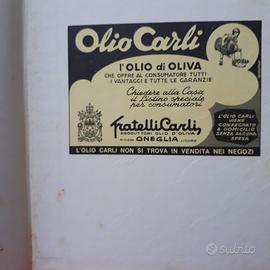 Olio Carli
l'OLIO di OLIVA
CHE OFFRE AL CONSUMATORE TUTTI
I VANTAGGI E TUTTE LE GARANZIE
Chiedere alla Casa
il Listino speciale
per consumatori
Fratelli Carli
PRODUTTORI OLIO D'OLIVA
ONEGLIA
L'OLIO CARLI
VIENE
CONSEGNATO
A DOMICILIO
SENZA ALCUNA
SPESA
L'OLIO CARLI NON SI TROVA IN VENDITA NEI NEGOZI
subito